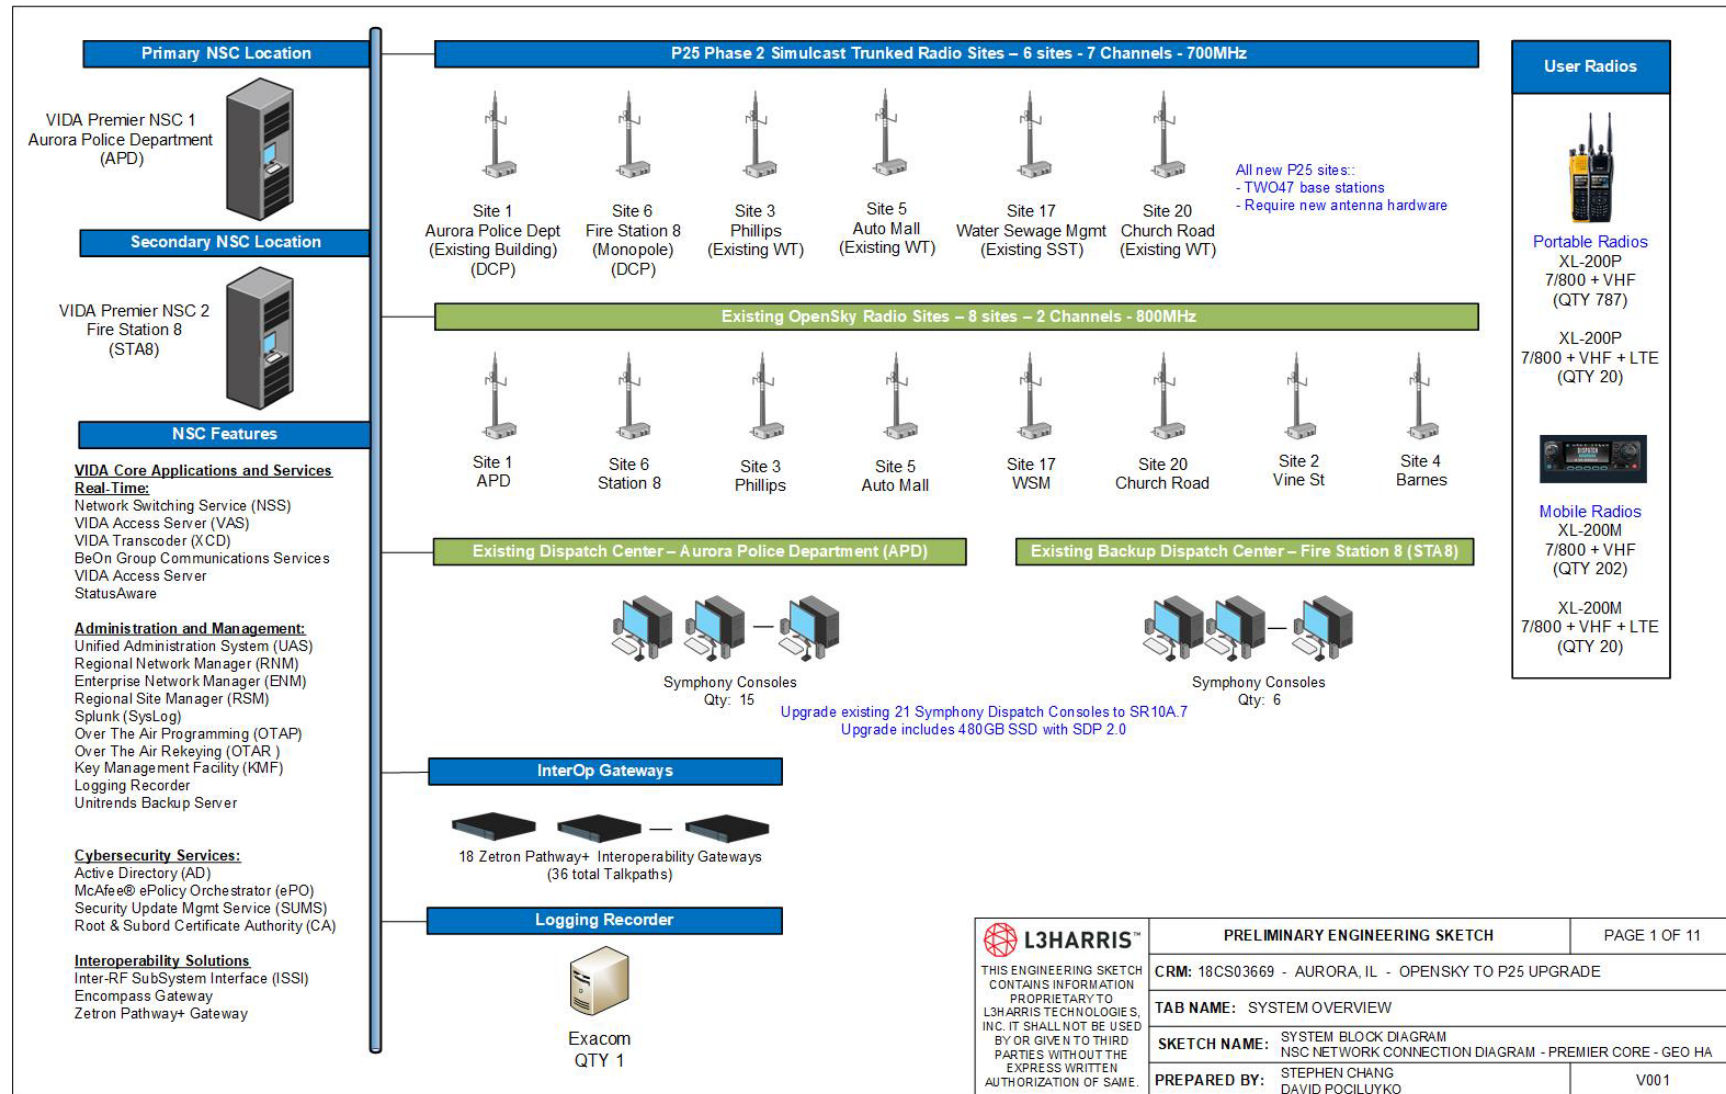 Primary NSC Location
VIDA Premier NSC 1
Aurora Police Department
(APD)
Secondary NSC Location
VIDA Premier NSC 2
Fire Station 8
(STA8)
NSC Features
VIDA Core Applications and Services
Real-Time:
Network Switching Service (NSS)
VIDA Access Server (VAS)
VIDA Transcoder (XCD)
BeOn Group Communications Services
VIDA Access Server
StatusAware
Administration and Management:
Unified Administration System (UAS)
Regional Network Manager (RNM)
Enterprise Network Manager (ENM)
Regional Site Manager (RSM)
Splunk (SysLog)
Over The Air Programming (OTAP)
Over The Air Rekeying (OTAR )
Key Management Facility (KMF)
Logging Recorder
Unitrends Backup Server
Cybersecurity Services:
Active Directory (AD)
McAfee® ePolicy Orchestrator (ePO)
Security Update Mgmt Service (SUMS)
Root & Subord Certificate Authority (CA)
Interoperability Solutions
Inter-RF SubSystem Interface (ISSI)
Encompass Gateway
Zetron Pathway+ Gateway
P25 Phase 2 Simulcast Trunked Radio Sites – 6 sites - 7 Channels - 700MHz
Site 1
Aurora Police Dept
(Existing Building)
(DCP)
Site 6
Fire Station 8
(Monopole)
(DCP)
Site 3
Phillips
(Existing WT)
Site 5
Auto Mall
(Existing WT)
Site 17
Water Sewage Mgmt
(Existing SST)
Site 20
Church Road
(Existing WT)
All new P25 sites::
- TWO47 base stations
- Require new antenna hardware
Existing OpenSky Radio Sites – 8 sites – 2 Channels - 800MHz
Site 1
APD
Site 6
Station 8
Site 3
Phillips
Site 5
Auto Mall
Site 17
WSM
Site 20
Church Road
Site 2
Vine St
Site 4
Barnes
Existing Dispatch Center – Aurora Police Department (APD)
Symphony Consoles
Qty: 15
Existing Backup Dispatch Center – Fire Station 8 (STA8)
Symphony Consoles
Qty: 6
Upgrade existing 21 Symphony Dispatch Consoles to SR10A.7
Upgrade includes 480GB SSD with SDP 2.0
InterOp Gateways
18 Zetron Pathway+ Interoperability Gateways
(36 total Talkpaths)
Logging Recorder
Exacom
QTY 1
User Radios
Portable Radios
XL-200P
7/800 + VHF
(QTY 787)
XL-200P
7/800 + VHF + LTE
(QTY 20)
DISPATCH
Mobile Radios
XL-200M
7/800 + VHF
(QTY 202)
XL-200M
7/800 + VHF + LTE
(QTY 20)
L3HARRIS™
THIS ENGINEERING SKETCH
CONTAINS INFORMATION
PROPRIETARY TO
L3HARRIS TECHNOLOGIES,
INC. IT SHALL NOT BE USED
BY OR GIVEN TO THIRD
PARTIES WITHOUT THE
EXPRESS WRITTEN
AUTHORIZATION OF SAME.
PRELIMINARY ENGINEERING SKETCH
PAGE 1 OF 11
CRM: 18CS03669 - AURORA, IL - OPENSKY TO P25 UPGRADE
TAB NAME: SYSTEM OVERVIEW
SKETCH NAME: SYSTEM BLOCK DIAGRAM
NSC NETWORK CONNECTION DIAGRAM - PREMIER CORE - GEO HA
PREPARED BY: STEPHEN CHANG
DAVID POCILUYKO
V001